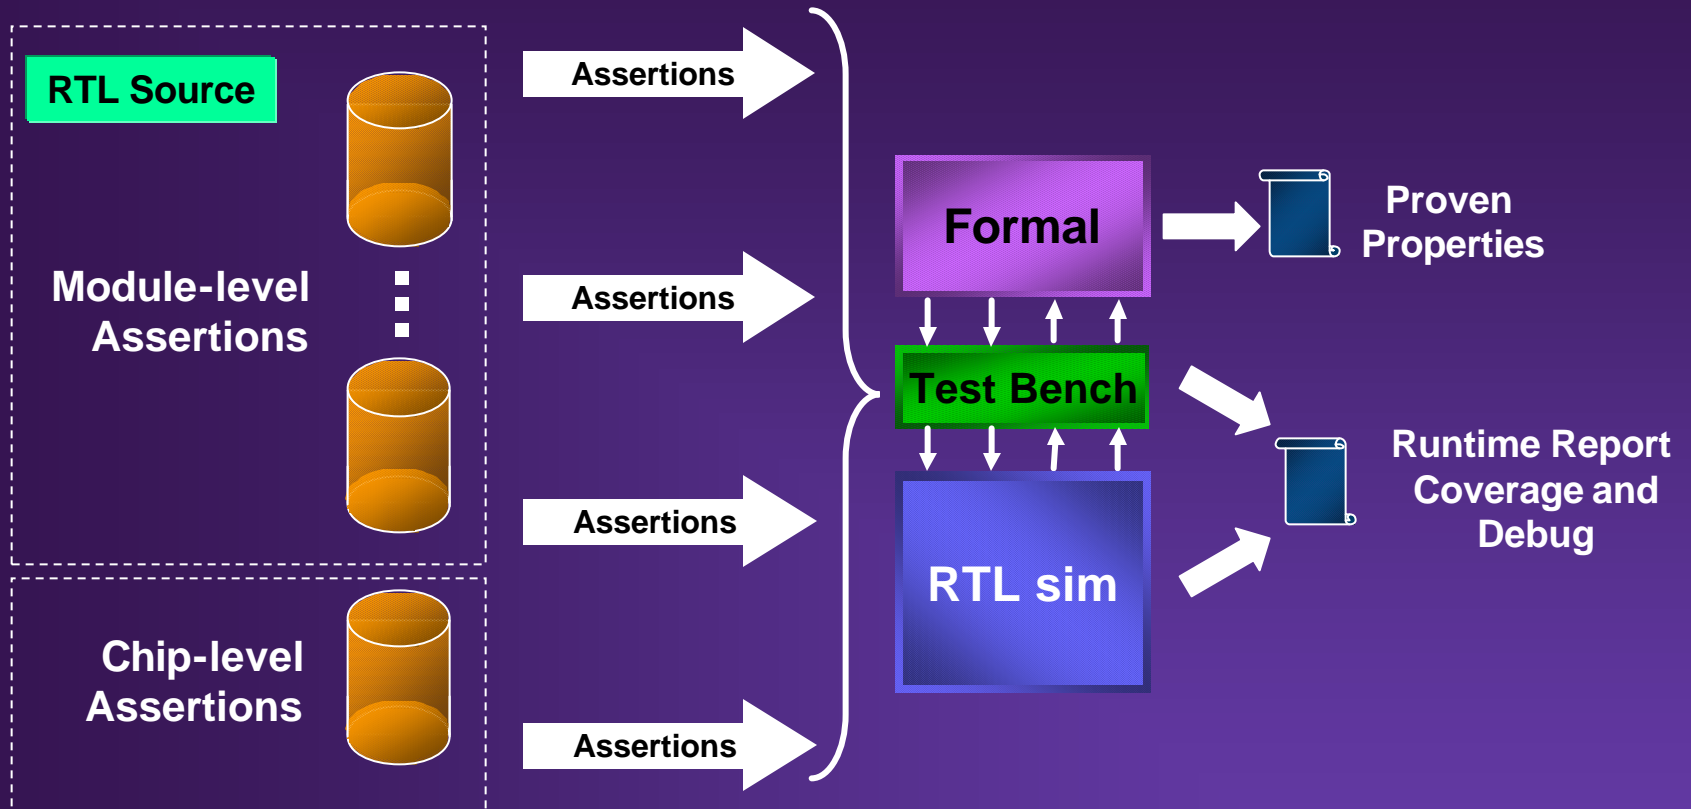 RTL Source
Module-level
Assertions
Chip-level
Assertions
Assertions
Assertions
Assertions
Assertions
Formal
Test Bench
RTL sim
Proven
Properties
Runtime Report
Coverage and
Debug